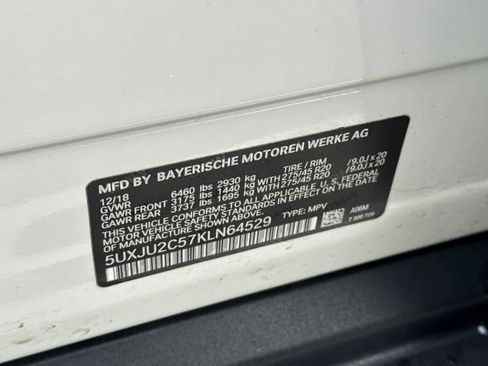 MFD BY BAYERISCHE MOTOREN WERKE AG
12/18 TIRE / RIM
GVWR 6460 lbs 2930 kg
GAWR FRONT 3175 lbs 1440 kg WITH 275/45 R20 /9.0J x 20
GAWR REAR 3737 lbs 1695 kg WITH 275/45 R20 /9.0J x 20
THIS VEHICLE CONFORMS TO ALL APPLICABLE U.S. FEDERAL
MOTOR VEHICLE SAFETY STANDARDS IN EFFECT ON THE
DATE OF MANUFACTURE SHOWN ABOVE.
5UXJU2C57KLN64529 TYPE: MPV A96M